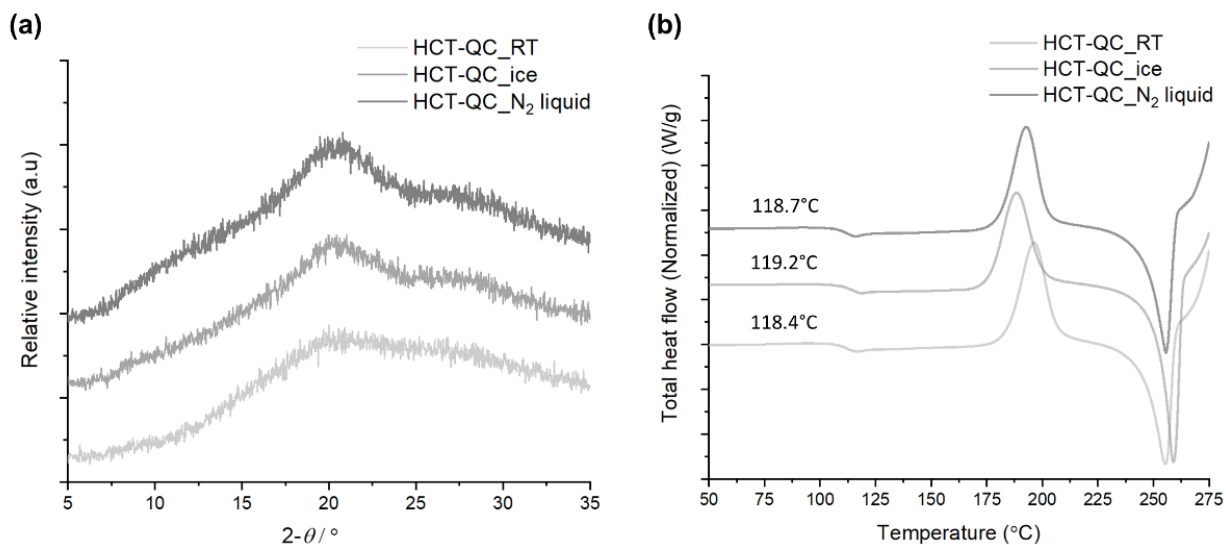 (a)
HCT-QC_RT
HCT-QC_ice
HCT-QC_N₂ liquid
Relative intensity (a.u)
5 10 15 20 25 30 35
2-θ / °
(b)
HCT-QC_RT
HCT-QC_ice
HCT-QC_N₂ liquid
118.7°C
119.2°C
118.4°C
Total heat flow (Normalized) (W/g)
50 75 100 125 150 175 200 225 250 275
Temperature (°C)